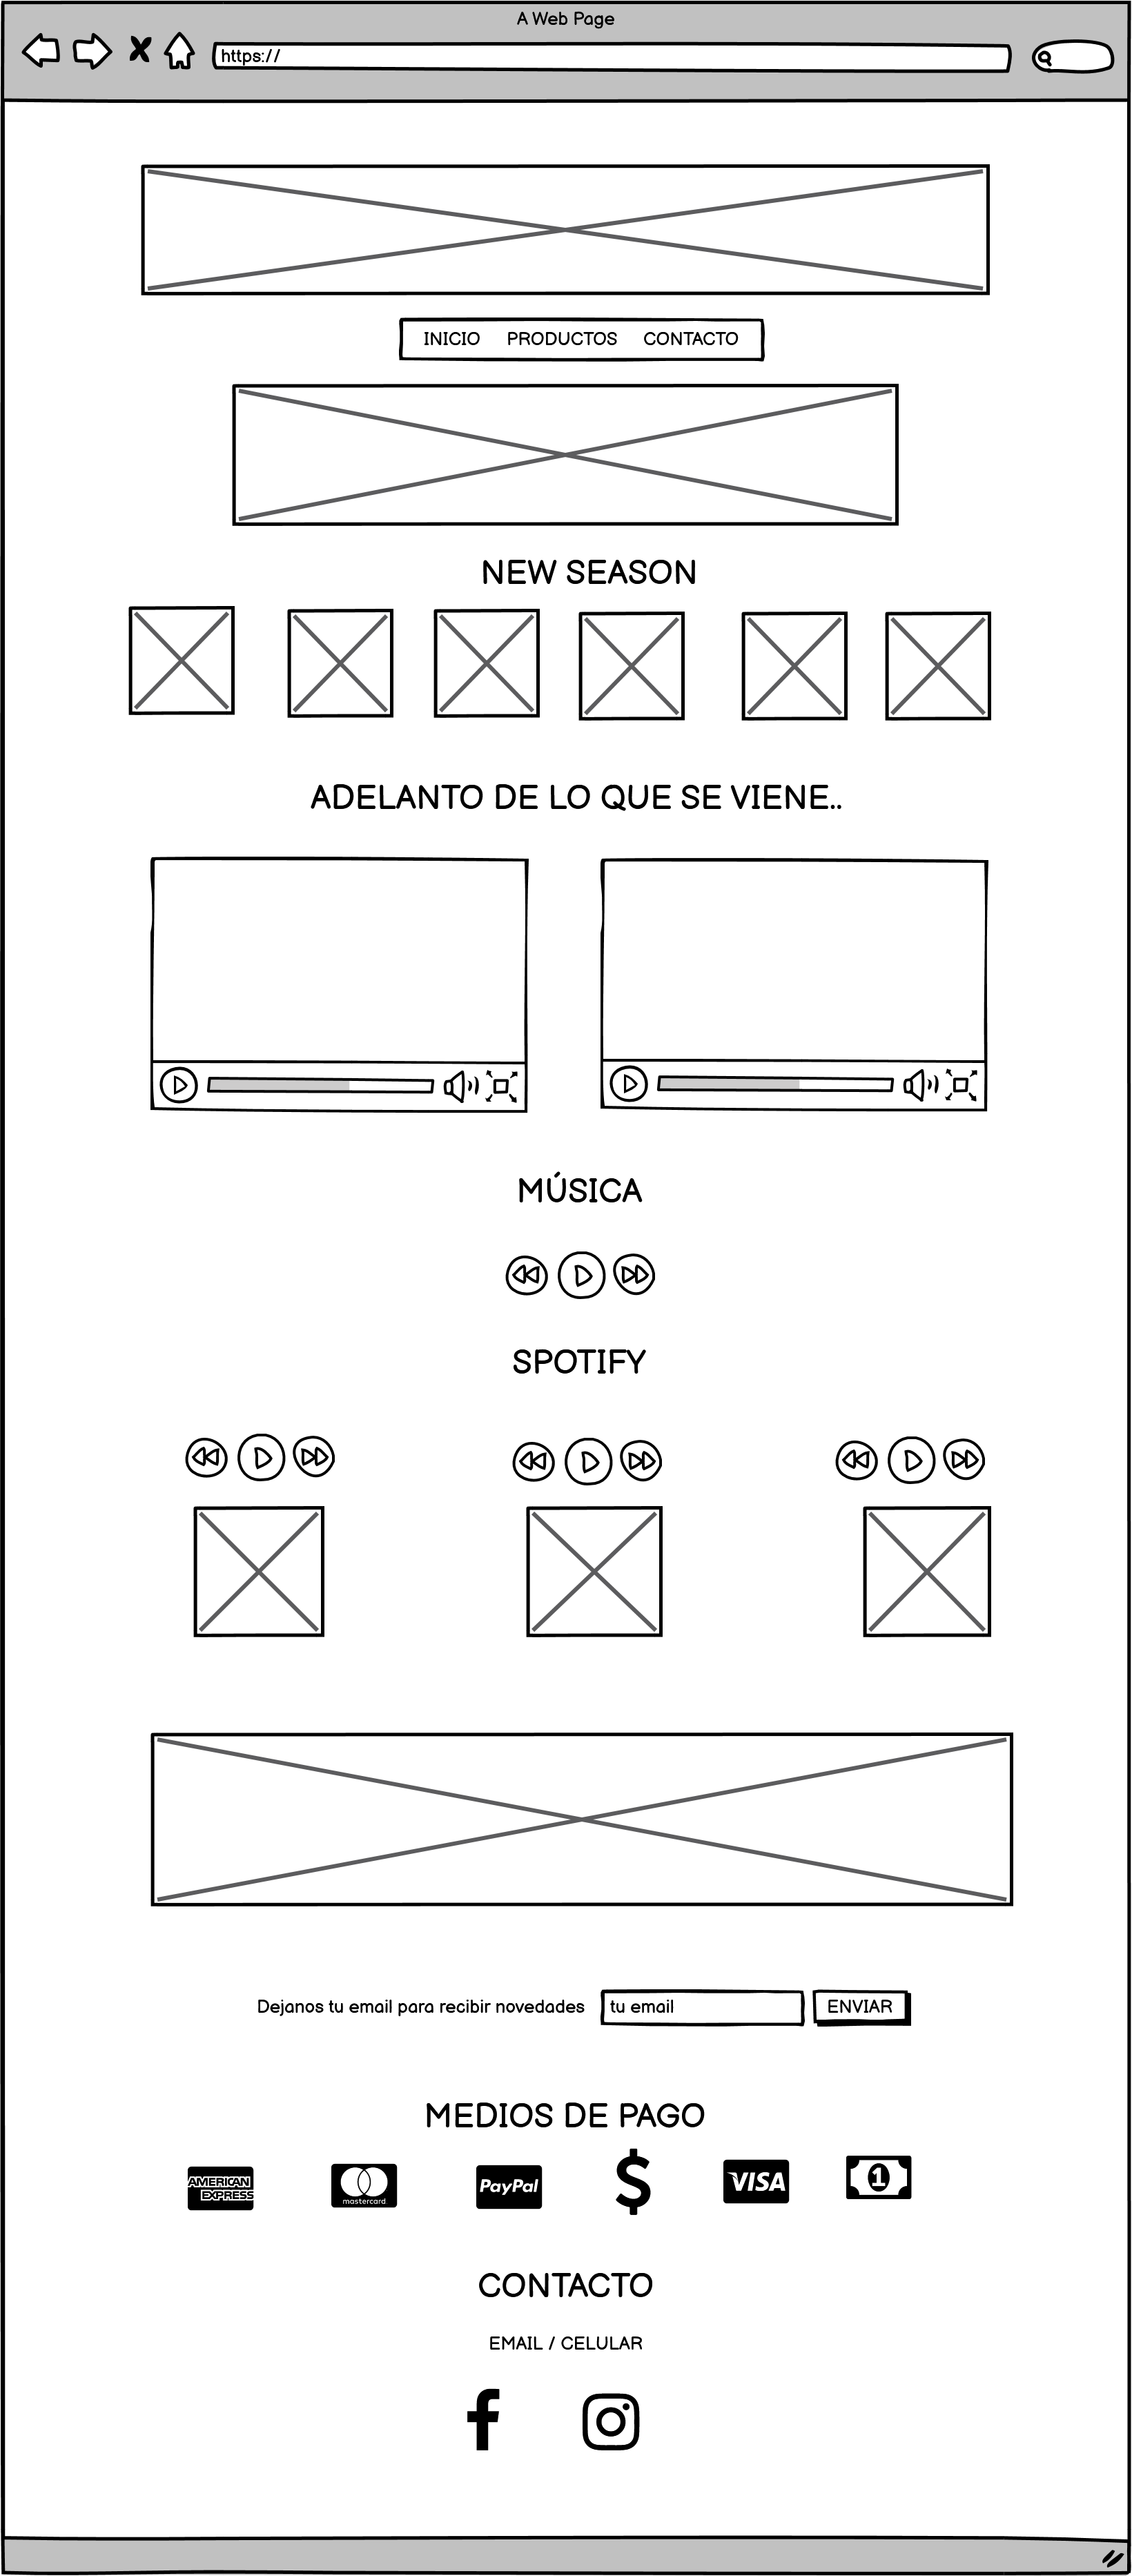 A Web Page
https://
INICIO PRODUCTOS CONTACTO
NEW SEASON
ADELANTO DE LO QUE SE VIENE..
MÚSICA
SPOTIFY
Dejanos tu email para recibir novedades tu email ENVIAR
MEDIOS DE PAGO
AMERICAN
EXPRESS
mastercard
PayPal
$
VISA
1
CONTACTO
EMAIL / CELULAR